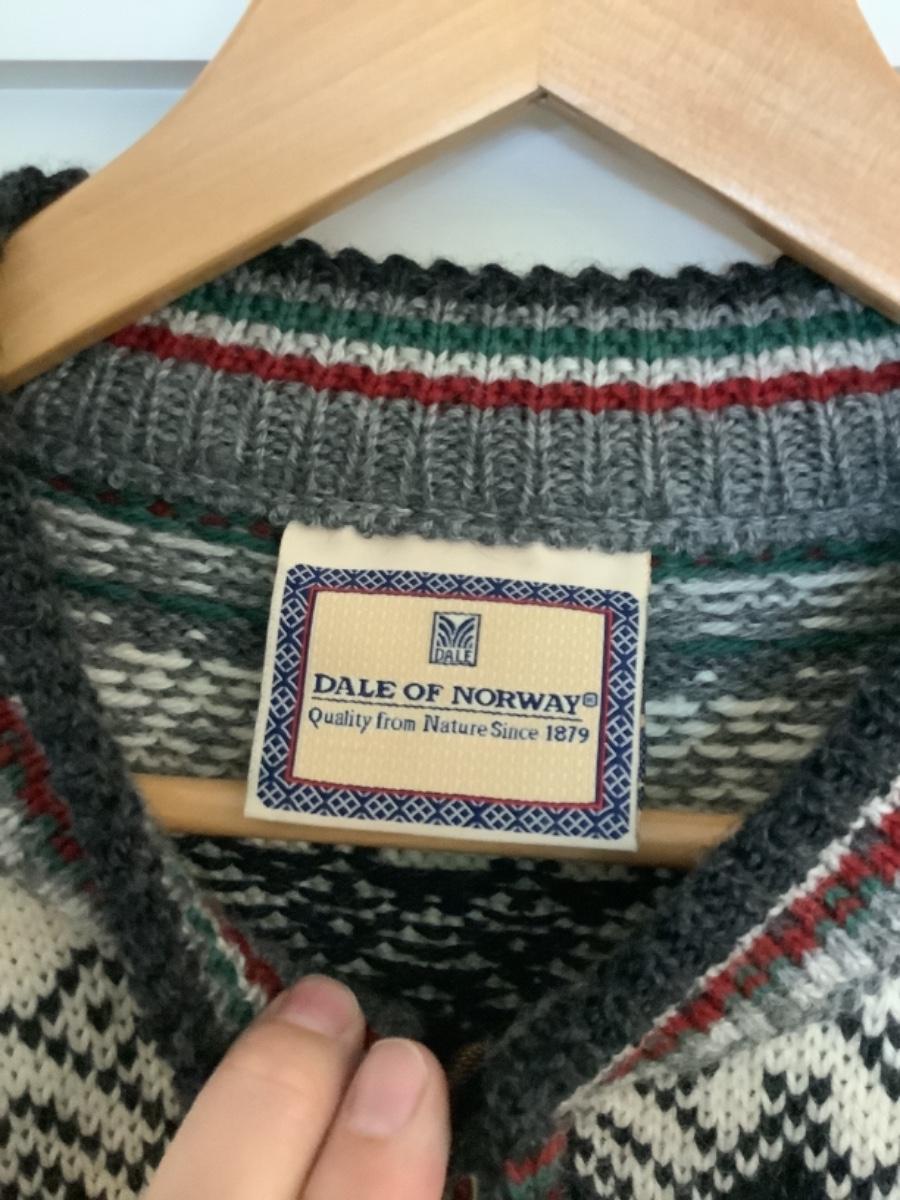 DALE
DALE OF NORWAY®
Quality from Nature Since 1879